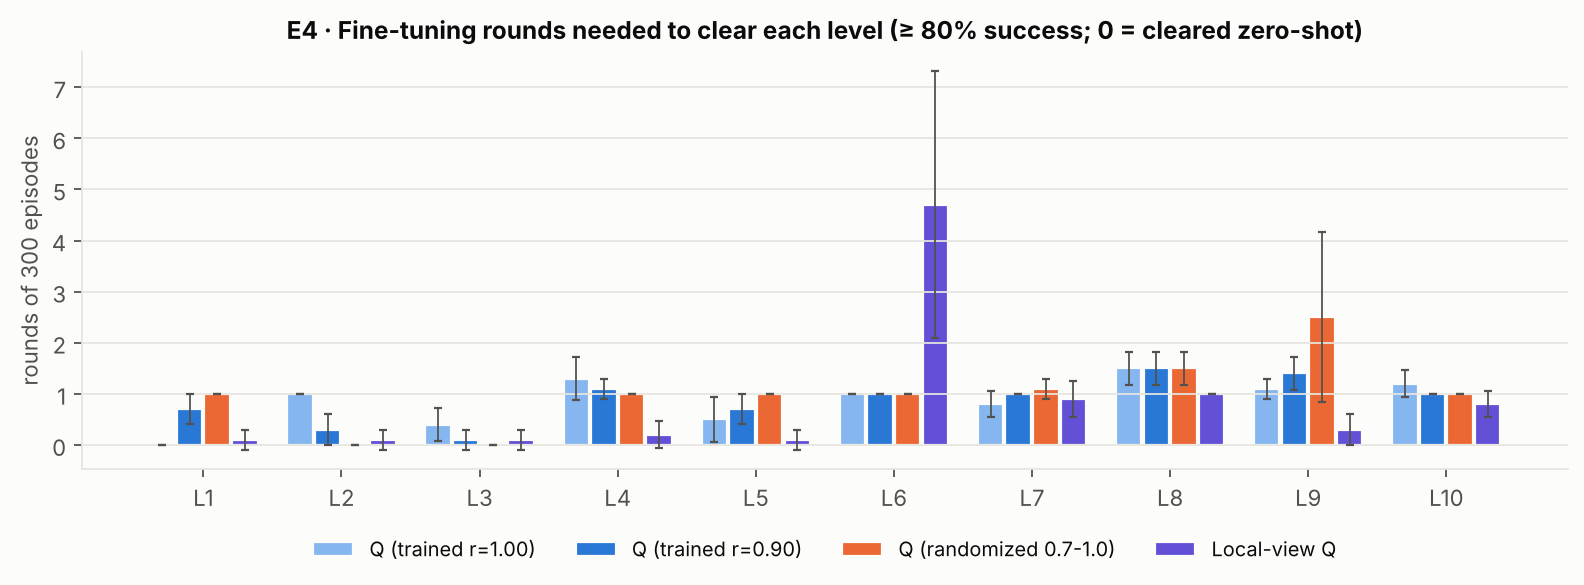 E4 · Fine-tuning rounds needed to clear each level (≥ 80% success; 0 = cleared zero-shot)
rounds of 300 episodes
7
6
5
4
3
2
1
0
L1 L2 L3 L4 L5 L6 L7 L8 L9 L10
Q (trained r=1.00) Q (trained r=0.90) Q (randomized 0.7-1.0) Local-view Q